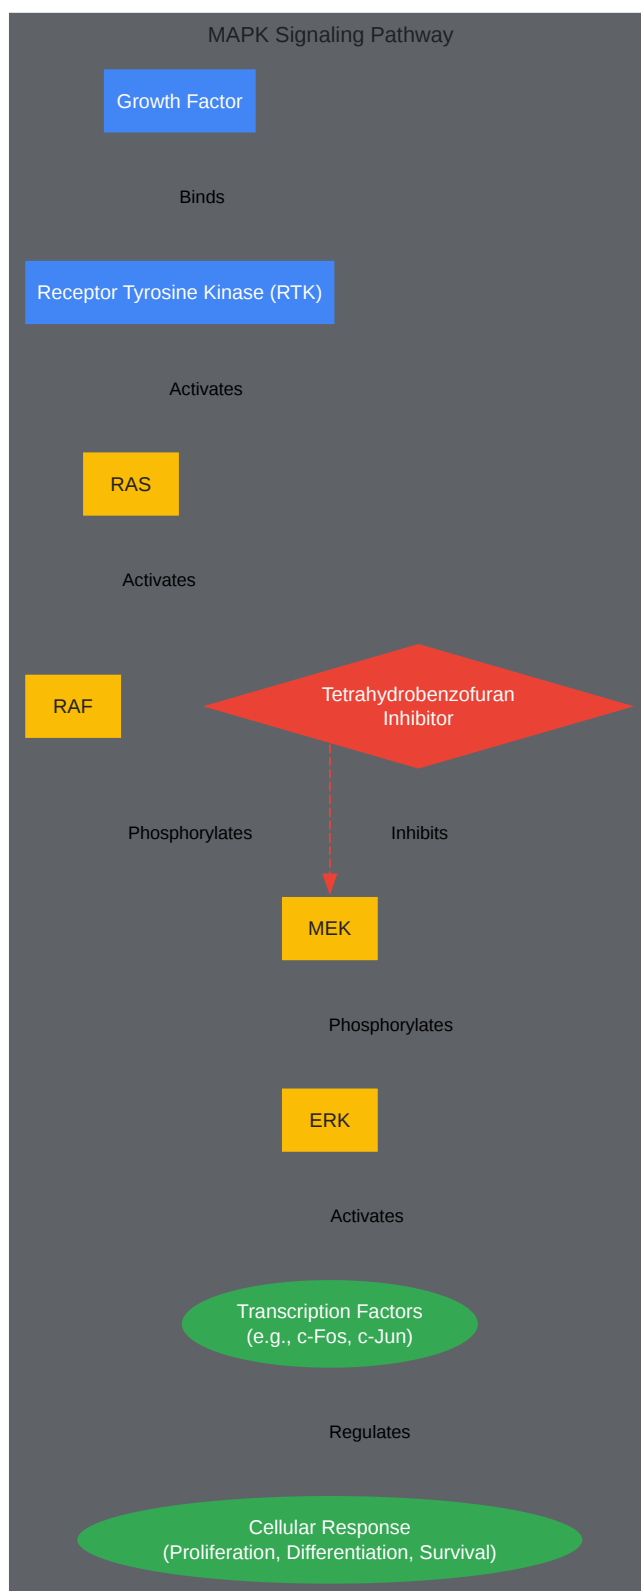 MAPK Signaling Pathway
Growth Factor
Binds
Receptor Tyrosine Kinase (RTK)
Activates
RAS
Activates
RAF
Tetrahydrobenzofuran
Inhibitor
Phosphorylates
Inhibits
MEK
Phosphorylates
ERK
Activates
Transcription Factors
(e.g., c-Fos, c-Jun)
Regulates
Cellular Response
(Proliferation, Differentiation, Survival)